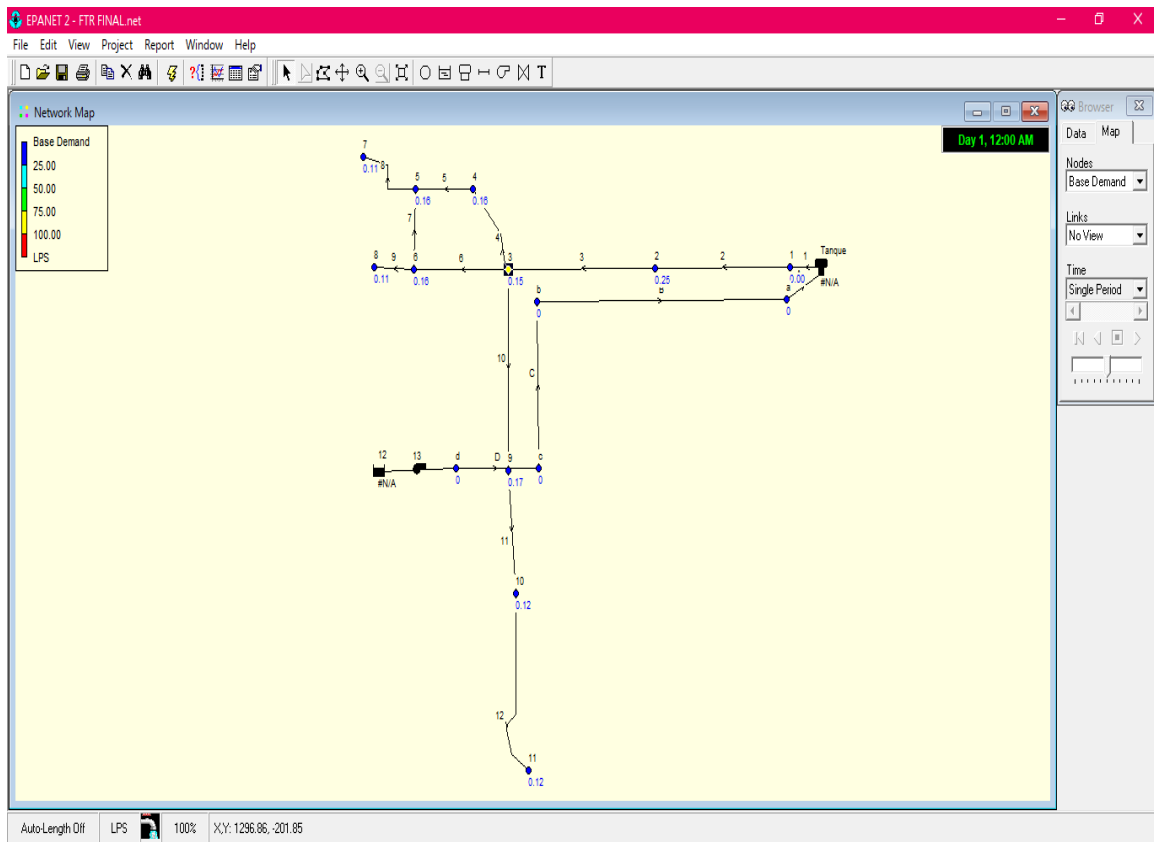 EPANET 2 - FTR FINAL.net
File Edit View Project Report Window Help
Network Map
Browser
Data Map
Nodes
Base Demand
Links
No View
Time
Single Period
Day 1, 12:00 AM
Base Demand
25.00
50.00
75.00
100.00
LPS
7
0.11 8
5 5 4
0.16 0.16
7
4
8 9 6 6 3 3 2 2 1 1 Tanque
0.11 0.16 0.15 0.25 0.00 #N/A
b B a
0 0
10
C
12 13 d D 9 c
#N/A 0 0.17 0
11
10
0.12
12
11
0.12
Auto-Length Off LPS 100% X,Y: 1296.86, -201.85